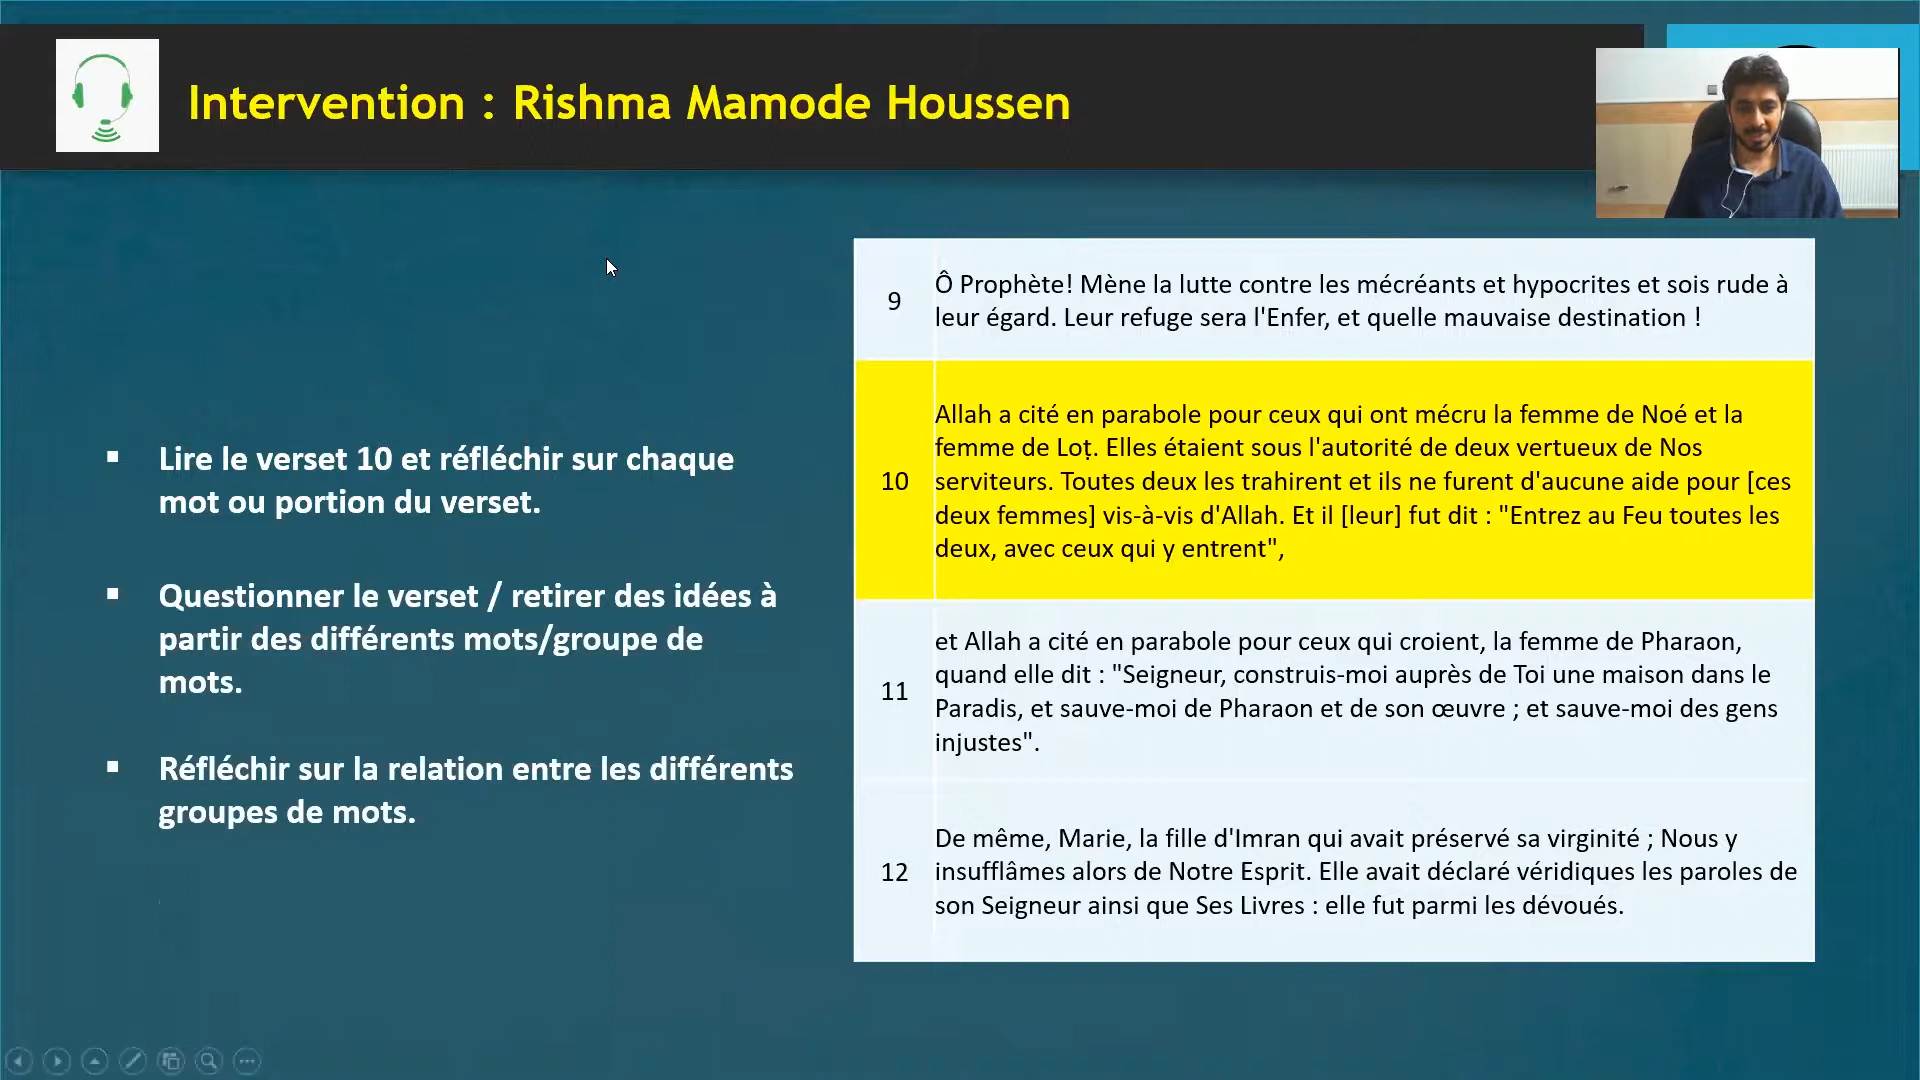 Intervention : Rishma Mamode Houssen
▪ Lire le verset 10 et réfléchir sur chaque
mot ou portion du verset.
▪ Questionner le verset / retirer des idées à
partir des différents mots/groupe de
mots.
▪ Réfléchir sur la relation entre les différents
groupes de mots.
9
Ô Prophète! Mène la lutte contre les mécréants et hypocrites et sois rude à
leur égard. Leur refuge sera l'Enfer, et quelle mauvaise destination !
10
Allah a cité en parabole pour ceux qui ont mécru la femme de Noé et la
femme de Loṭ. Elles étaient sous l'autorité de deux vertueux de Nos
serviteurs. Toutes deux les trahirent et ils ne furent d'aucune aide pour [ces
deux femmes] vis-à-vis d'Allah. Et il [leur] fut dit : "Entrez au Feu toutes les
deux, avec ceux qui y entrent",
11
et Allah a cité en parabole pour ceux qui croient, la femme de Pharaon,
quand elle dit : "Seigneur, construis-moi auprès de Toi une maison dans le
Paradis, et sauve-moi de Pharaon et de son œuvre ; et sauve-moi des gens
injustes".
12
De même, Marie, la fille d'Imran qui avait préservé sa virginité ; Nous y
insufflâmes alors de Notre Esprit. Elle avait déclaré véridiques les paroles de
son Seigneur ainsi que Ses Livres : elle fut parmi les dévoués.